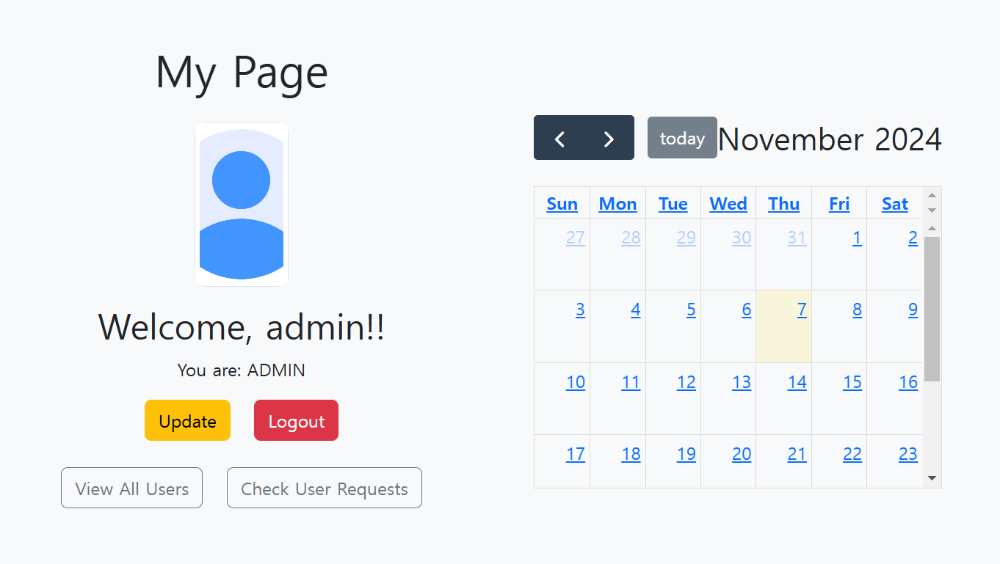 My Page
Welcome, admin!!
You are: ADMIN
Update Logout
View All Users Check User Requests
today November 2024
Sun Mon Tue Wed Thu Fri Sat
27 28 29 30 31 1 2
3 4 5 6 7 8 9
10 11 12 13 14 15 16
17 18 19 20 21 22 23